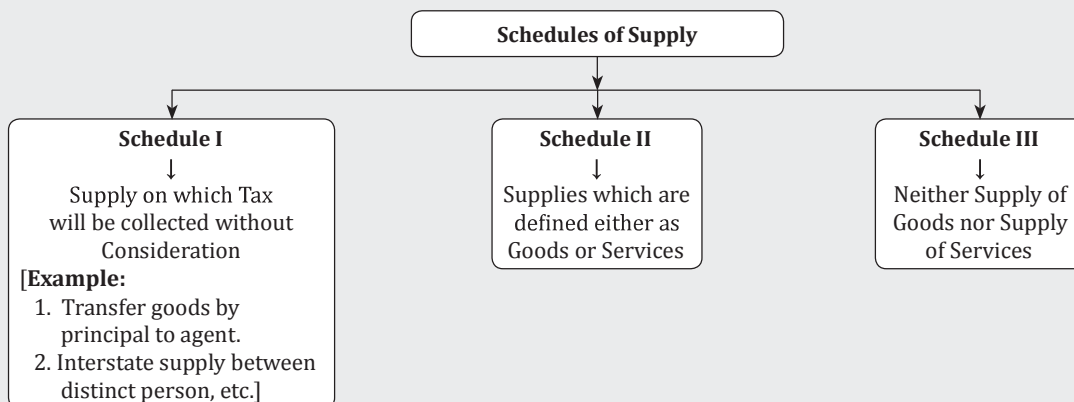 Schedules of Supply
Schedule I
↓
Supply on which Tax
will be collected without
Consideration
[Example:
1. Transfer goods by
principal to agent.
2. Interstate supply between
distinct person, etc.]
Schedule II
↓
Supplies which are
defined either as
Goods or Services
Schedule III
↓
Neither Supply of
Goods nor Supply
of Services